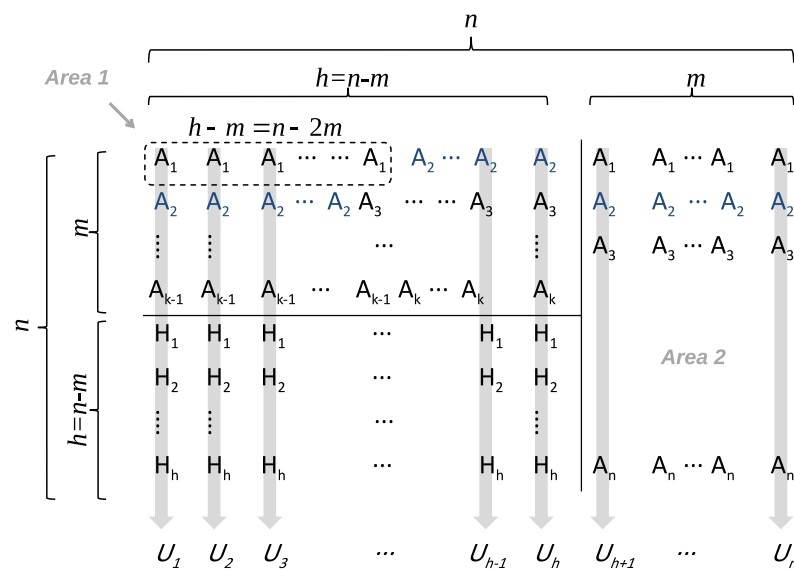 n
Area 1
h=n-m
m
h - m = n - 2m
A1 A1 A1 ... ... A1 A2 ... A2 A2 A1 A1 ... A1 A1
A2 A2 A2 ... A2 A3 ... ... A3 A3 A2 A2 ... A2 A2
m
... A3 A3 ... A3 A3
Ak-1 Ak-1 Ak-1 ... Ak-1 Ak ... Ak Ak
n
H1 H1 H1 ... H1 H1
Area 2
H2 H2 H2 ... H2 H2
h=n-m
...
Hh Hh Hh ... Hh Hh An An ... An An
U1 U2 U3 ... Uh-1 Uh Uh+1 ... Un